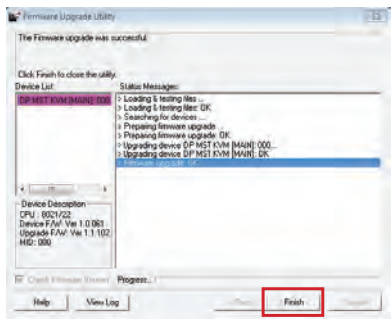 Firmware Upgrade Utility
The Firmware upgrade was successful.
Click Finish to close the utility.
Device List: Status Messages:
DP MST KVM [MAIN]: 000
> Loading & testing files ...
> Loading & testing files: OK
> Searching for devices ...
> Preparing firmware upgrade ...
> Preparing firmware upgrade: OK
> Upgrading device DP MST KVM [MAIN]: 000...
> Upgrading device DP MST KVM [MAIN]: OK
> Firmware upgrade: OK
Device Description
CPU : 8021/22
Device F/W: Ver 1.0.061
Upgrade F/W: Ver 1.1.102
HID: 000
Check Firmware Version Progress...
Help View Log Finish